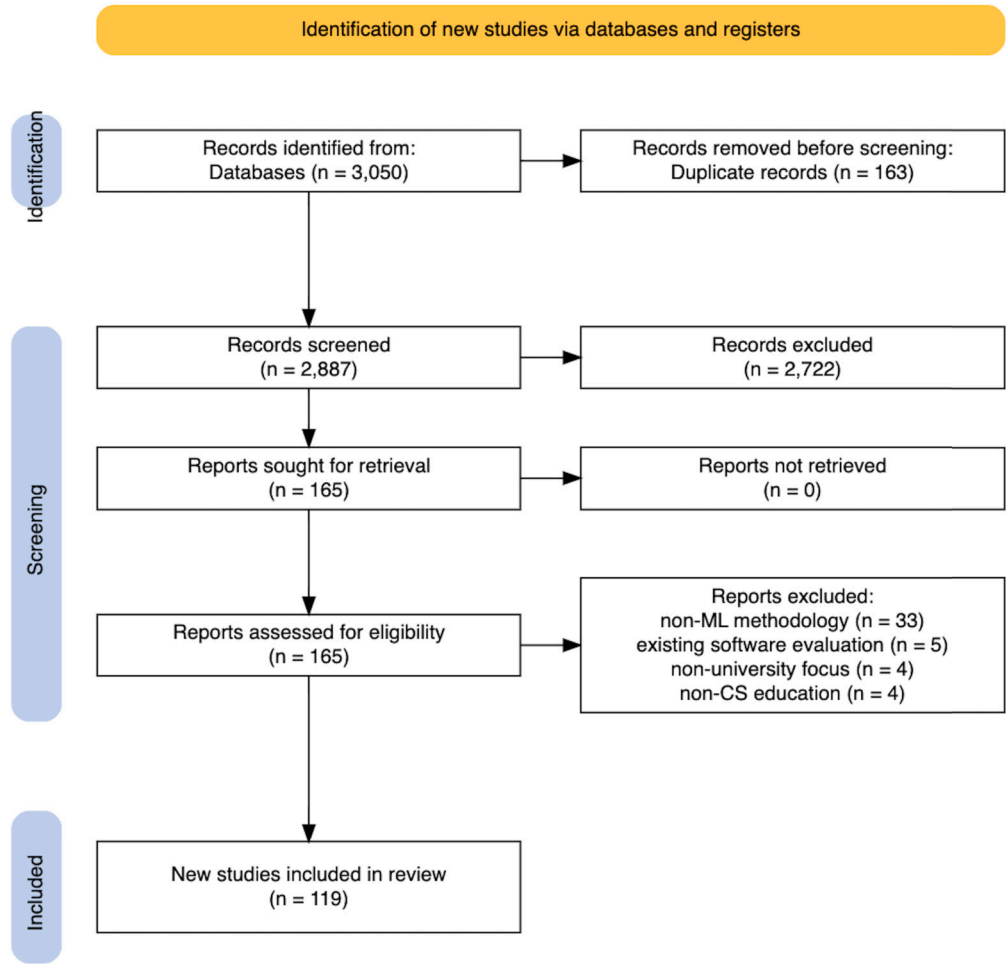 Identification of new studies via databases and registers
Identification
Records identified from:
Databases (n = 3,050)
Records removed before screening:
Duplicate records (n = 163)
Screening
Records screened
(n = 2,887)
Records excluded
(n = 2,722)
Reports sought for retrieval
(n = 165)
Reports not retrieved
(n = 0)
Reports assessed for eligibility
(n = 165)
Reports excluded:
non-ML methodology (n = 33)
existing software evaluation (n = 5)
non-university focus (n = 4)
non-CS education (n = 4)
Included
New studies included in review
(n = 119)